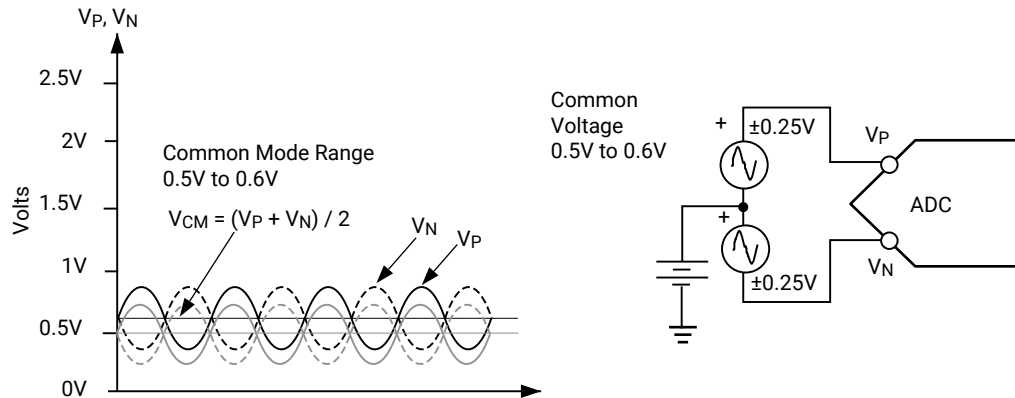 VP, VN
2.5V
2V
1.5V
1V
0.5V
0V
Volts
Common Mode Range
0.5V to 0.6V
VCM = (VP + VN) / 2
VN
VP
Common
Voltage
0.5V to 0.6V
+
±0.25V
+
±0.25V
VP
VN
ADC